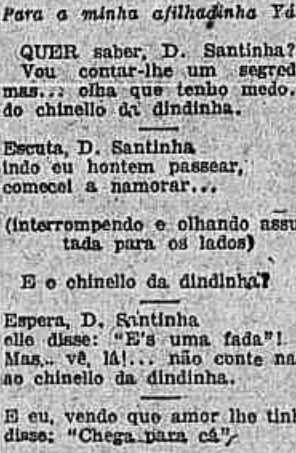 Para a minha afilhadinha Yá
QUER saber, D. Santinha?
Vou contar-lhe um segred
mas... olha que tenho medo.
do chinello da dindinha.
Escuta, D. Santinha
indo eu hontem passear,
comecei a namorar...
(interrompendo e olhando assu
tada para os lados)
E o chinello da dindinha?
Espera, D. Santinha
elle disse: "E's uma fada"!
Mas... vê, lá!... não conte na
ao chinello da dindinha.
E eu, vendo que amor lhe tinh
disse: "Chega para cá",